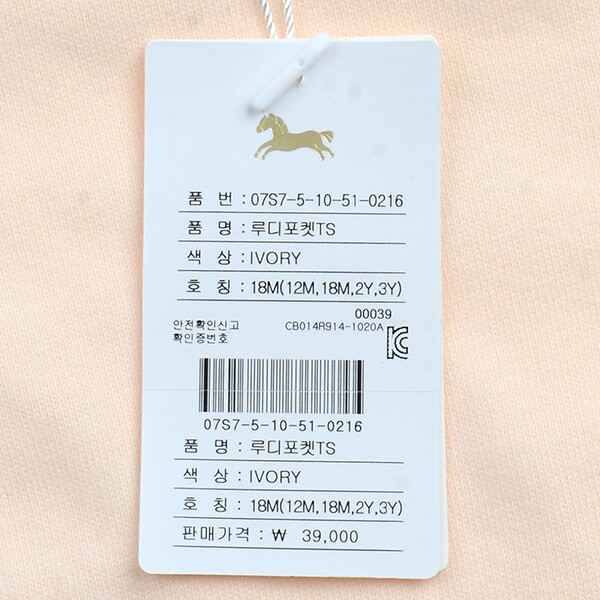 품 번 : 07S7-5-10-51-0216
품 명 : 루디포켓TS
색 상 : IVORY
호 칭 : 18M(12M,18M,2Y,3Y)
00039
안전확인신고 CB014R914-1020A
확인증번호
07S7-5-10-51-0216
품 명 : 루디포켓TS
색 상 : IVORY
호 칭 : 18M(12M,18M,2Y,3Y)
판매가격 : ₩ 39,000